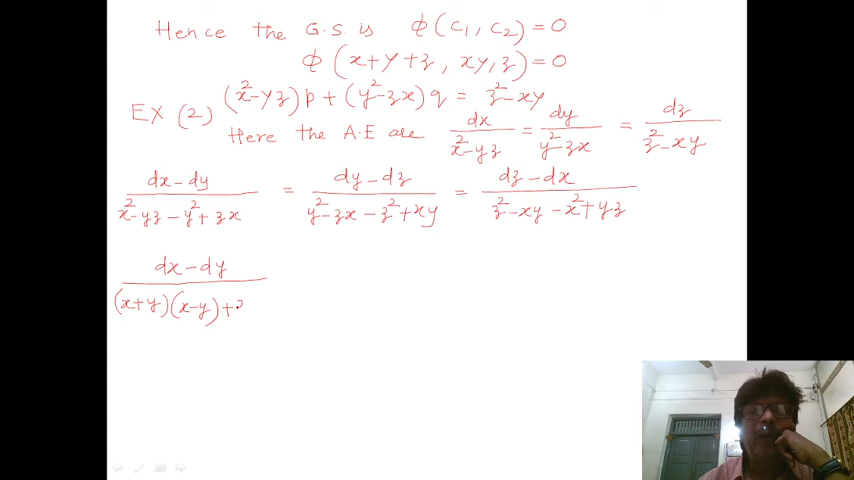 Hence the G.S. is ϕ(c₁, c₂) = 0
ϕ(x+y+z, xyz) = 0
EX (2) (x²-yz)p + (y²-zx)q = z²-xy
Here the A.E are dx/(x²-yz) = dy/(y²-zx) = dz/(z²-xy)
(dx-dy)/(x²-yz-y²+zx) = (dy-dz)/(y²-zx-z²+xy) = (dz-dx)/(z²-xy-x²+yz)
(dx-dy)/((x+y)(x-y)+